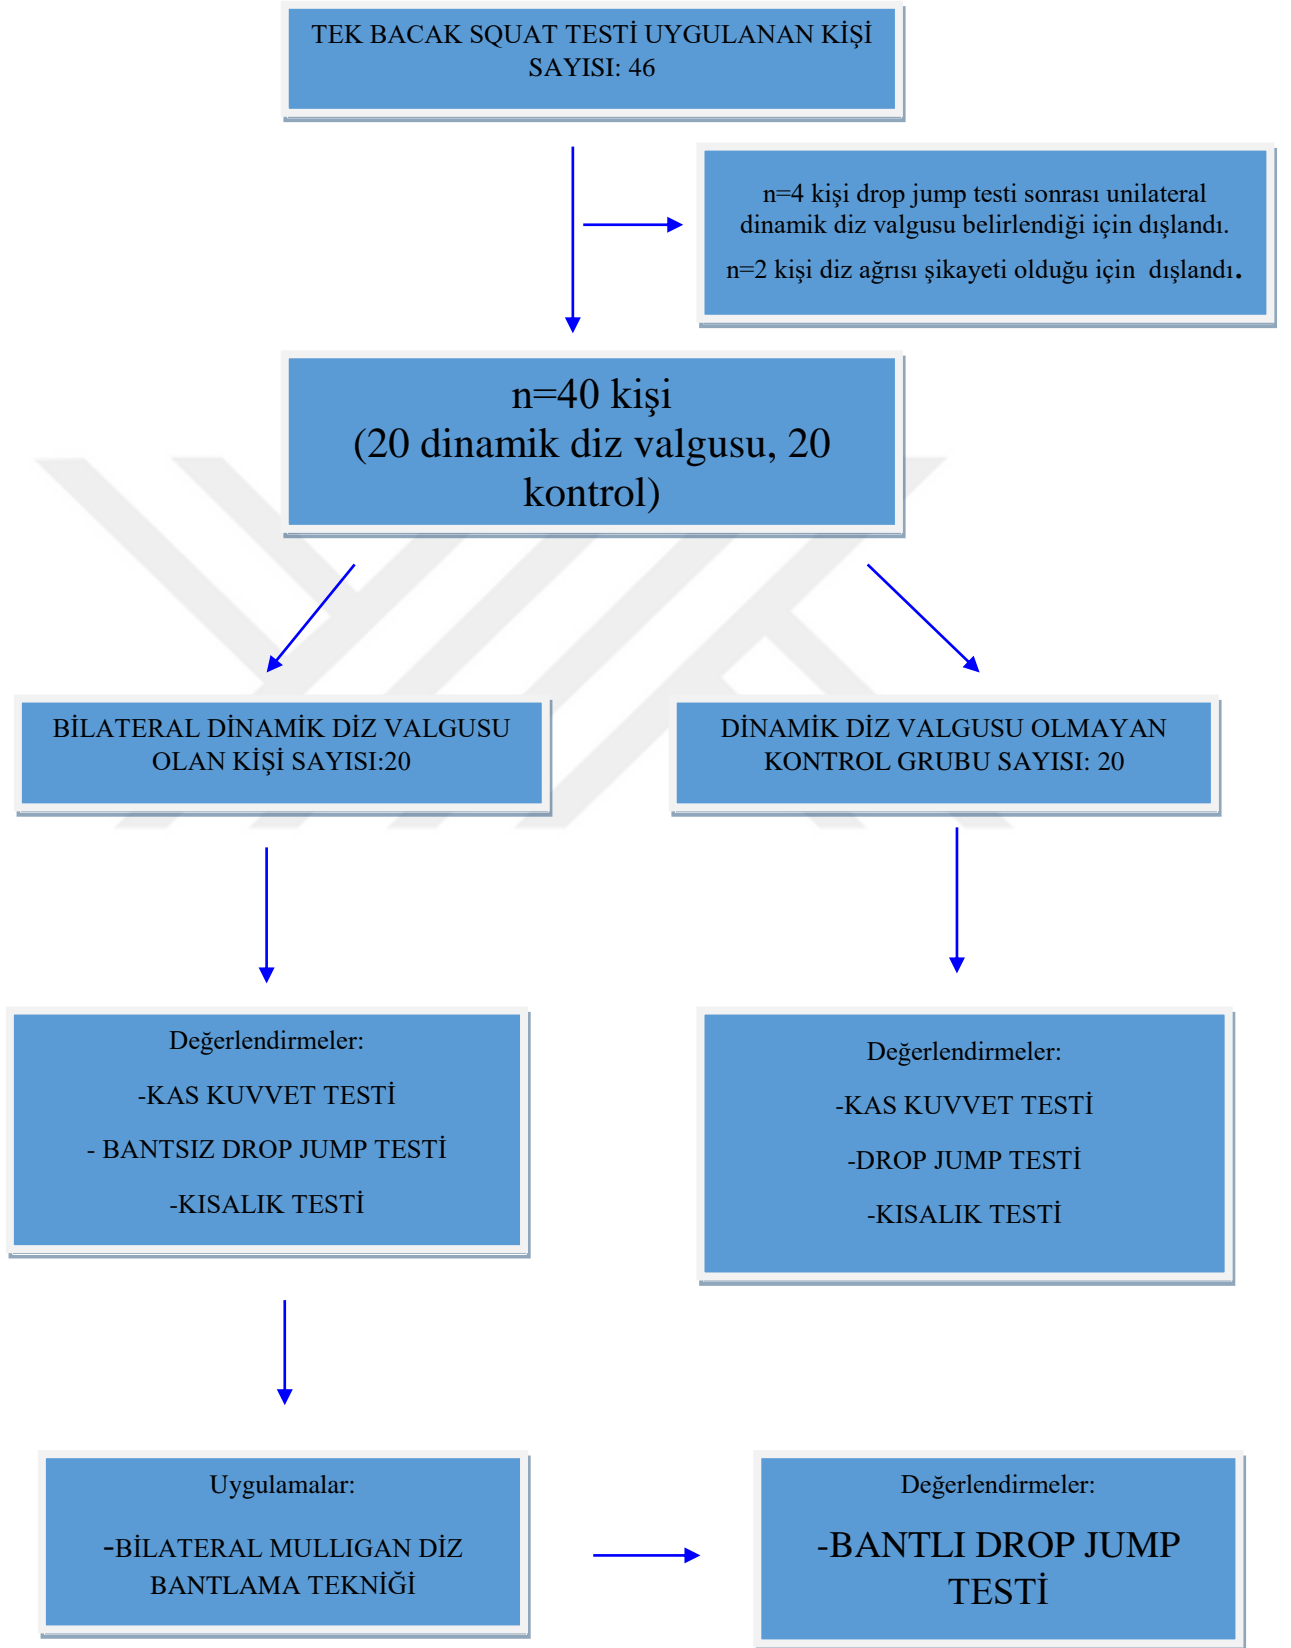 TEK BACAK SQUAT TESTİ UYGULANAN KİŞİ
SAYISI: 46
n=4 kişi drop jump testi sonrası unilateral
dinamik diz valgusu belirlendiği için dışlandı.
n=2 kişi diz ağrısı şikayeti olduğu için  dışlandı.
n=40 kişi
(20 dinamik diz valgusu, 20
kontrol)
BİLATERAL DİNAMİK DİZ VALGUSU
OLAN KİŞİ SAYISI:20
DİNAMİK DİZ VALGUSU OLMAYAN
KONTROL GRUBU SAYISI: 20
Değerlendirmeler:
-KAS KUVVET TESTİ
- BANTSIZ DROP JUMP TESTİ
-KISALIK TESTİ
Değerlendirmeler:
-KAS KUVVET TESTİ
-DROP JUMP TESTİ
-KISALIK TESTİ
Uygulamalar:
-BİLATERAL MULLIGAN DİZ
BANTLAMA TEKNİĞİ
Değerlendirmeler:
-BANTLI DROP JUMP
TESTİ